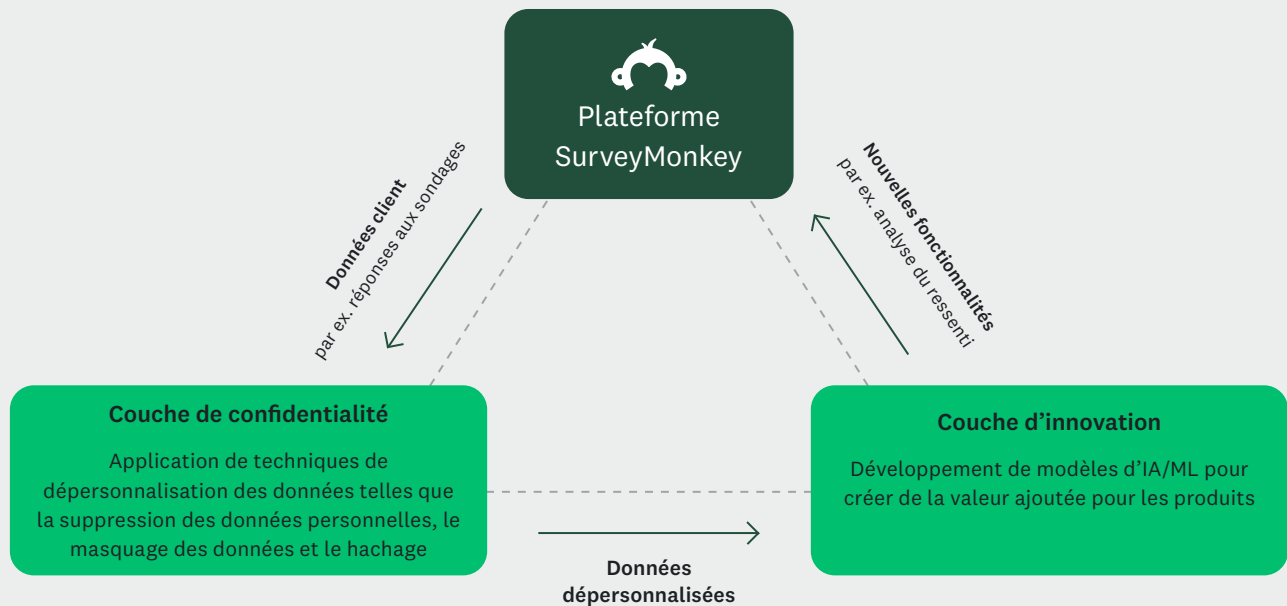 Plateforme
SurveyMonkey
Données client
par ex. réponses aux sondages
Nouvelles fonctionnalités
par ex. analyse du ressenti
Couche de confidentialité
Application de techniques de
dépersonnalisation des données telles que
la suppression des données personnelles, le
masquage des données et le hachage
Couche d’innovation
Développement de modèles d’IA/ML pour
créer de la valeur ajoutée pour les produits
Données
dépersonnalisées